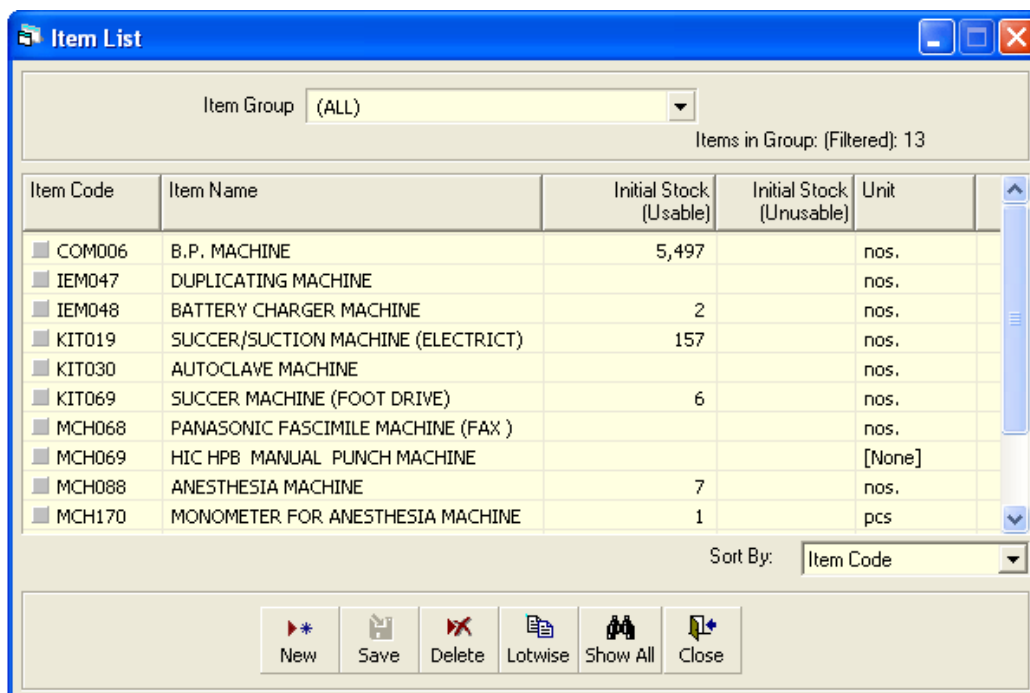 Item List
Item Group (ALL)
Items in Group: (Filtered): 13
Item Code Item Name Initial Stock (Usable) Initial Stock (Unusable) Unit
COM006 B.P. MACHINE 5,497 nos.
IEM047 DUPLICATING MACHINE nos.
IEM048 BATTERY CHARGER MACHINE 2 nos.
KIT019 SUCCER/SUCTION MACHINE (ELECTRICT) 157 nos.
KIT030 AUTOCLAVE MACHINE nos.
KIT069 SUCCER MACHINE (FOOT DRIVE) 6 nos.
MCH068 PANASONIC FASCIMILE MACHINE (FAX ) nos.
MCH069 HIC HPB  MANUAL  PUNCH MACHINE [None]
MCH088 ANESTHESIA MACHINE 7 nos.
MCH170 MONOMETER FOR ANESTHESIA MACHINE 1 pcs
Sort By: Item Code
New Save Delete Lotwise Show All Close